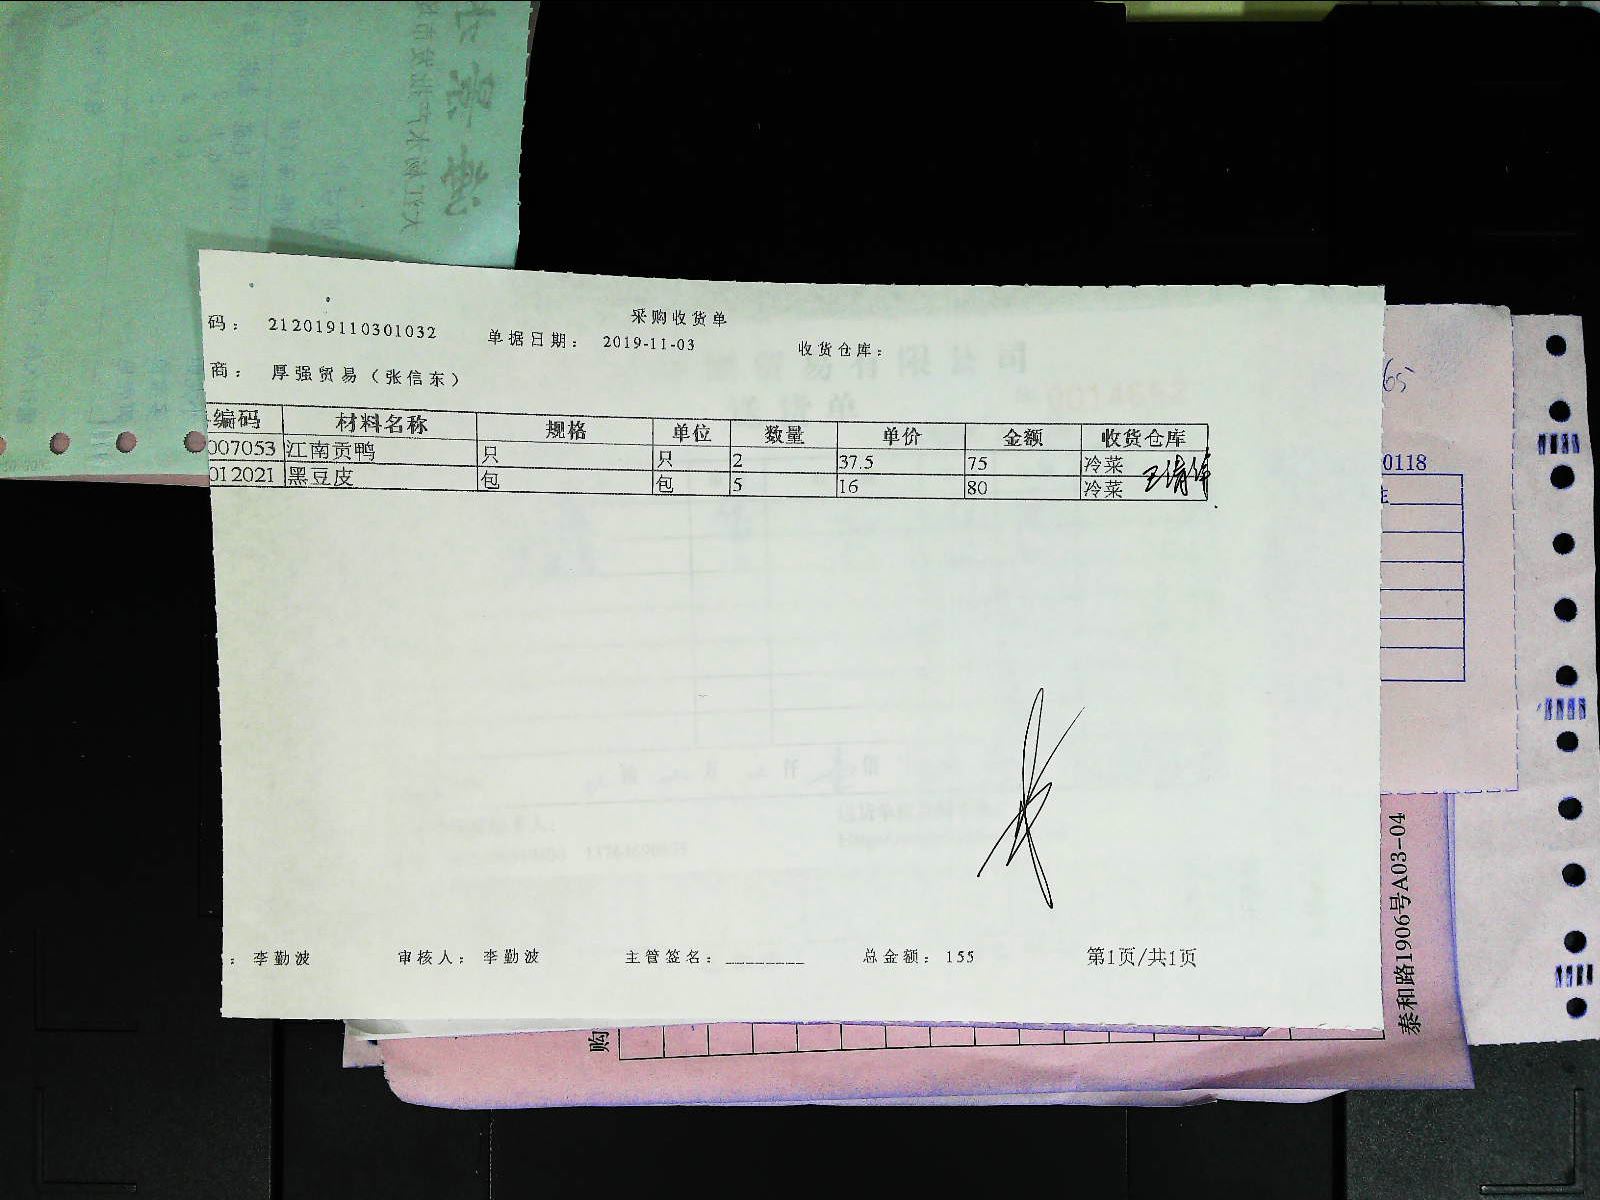 采购收货单
码： 212019110301032 单据日期： 2019-11-03 收货仓库：
商： 厚强贸易（张信东）
编码 材料名称 规格 单位 数量 单价 金额 收货仓库
007053 江南贡鸭 只 只 2 37.5 75 冷菜
012021 黑豆皮 包 包 5 16 80 冷菜
： 李勤波 审核人： 李勤波 主管签名： ________ 总金额： 155 第1页/共1页
65
0118
泰和路1906号A03-04
购